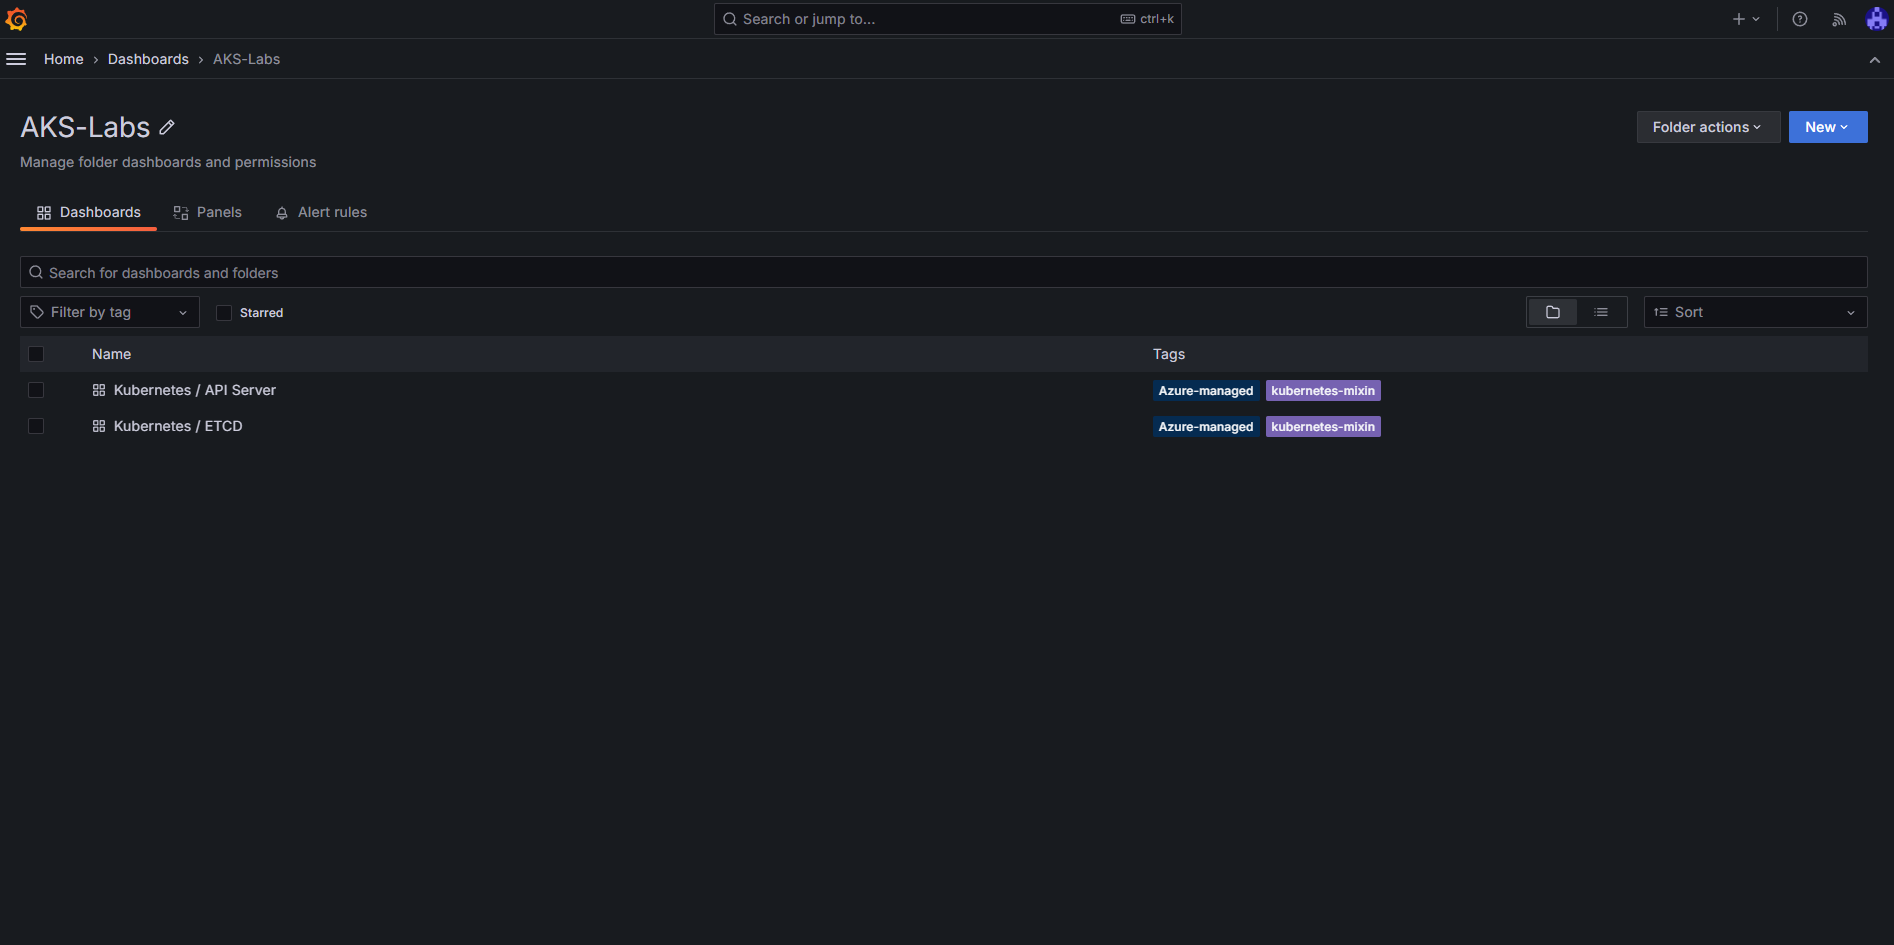 Search or jump to...
ctrl+k
Home › Dashboards › AKS-Labs
AKS-Labs
Folder actions
New
Manage folder dashboards and permissions
Dashboards
Panels
Alert rules
Search for dashboards and folders
Filter by tag
Starred
Sort
Name
Tags
Kubernetes / API Server
Azure-managed
kubernetes-mixin
Kubernetes / ETCD
Azure-managed
kubernetes-mixin